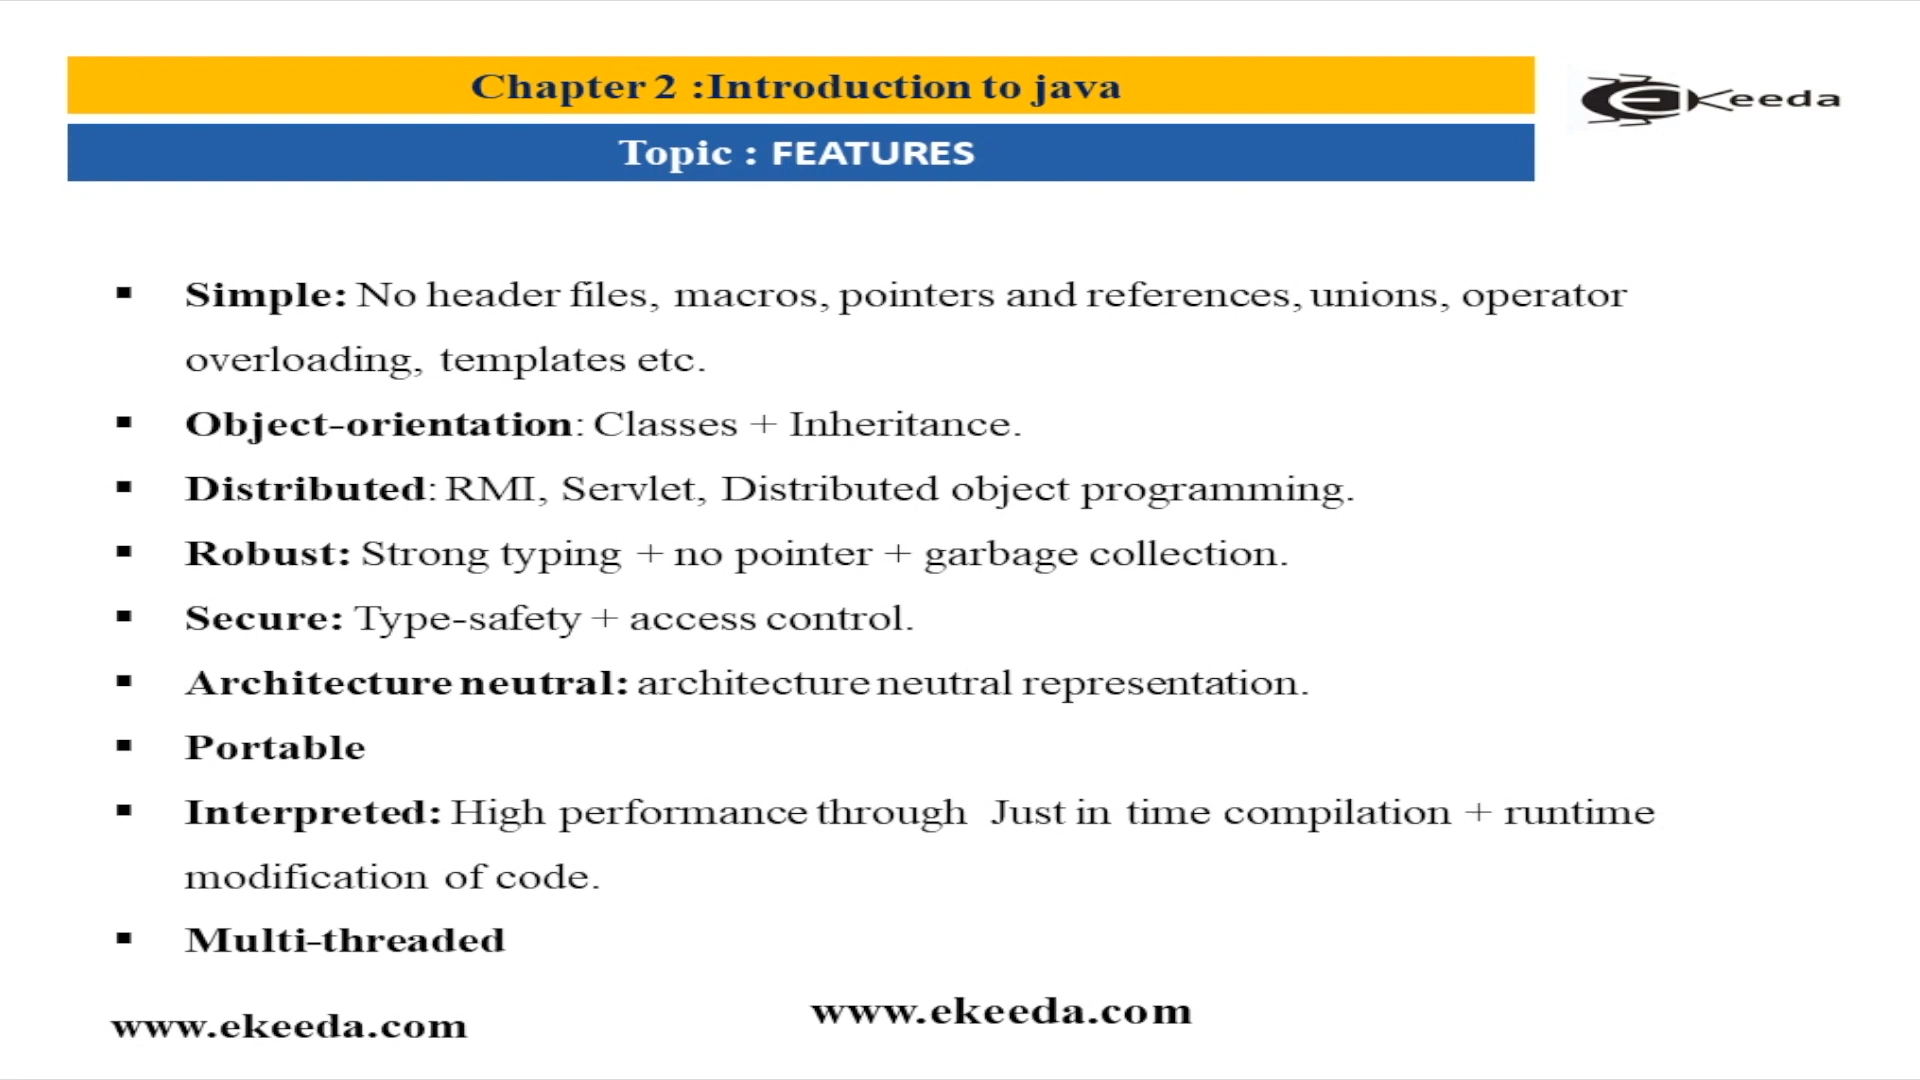 Chapter 2 :Introduction to java
EKeeda
Topic : FEATURES
▪ Simple: No header files, macros, pointers and references, unions, operator
overloading, templates etc.
▪ Object-orientation: Classes + Inheritance.
▪ Distributed: RMI, Servlet, Distributed object programming.
▪ Robust: Strong typing + no pointer + garbage collection.
▪ Secure: Type-safety + access control.
▪ Architecture neutral: architecture neutral representation.
▪ Portable
▪ Interpreted: High performance through Just in time compilation + runtime
modification of code.
▪ Multi-threaded
www.ekeeda.com
www.ekeeda.com